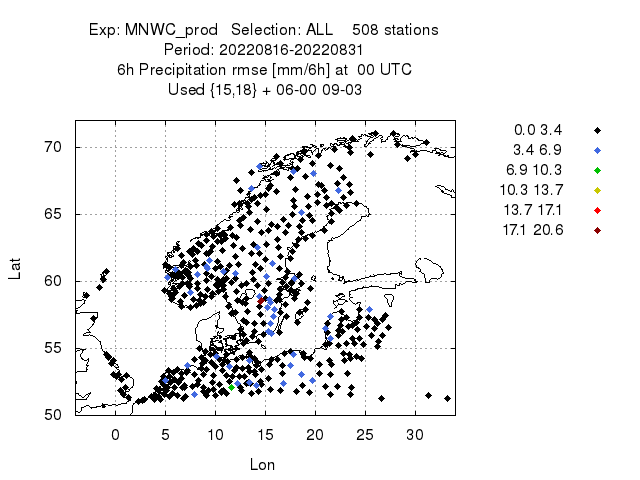 Exp: MNWC_prod Selection: ALL 508 stations
Period: 20220816-20220831
6h Precipitation rmse [mm/6h] at 00 UTC
Used {15,18} + 06-00 09-03
0.0 3.4
3.4 6.9
6.9 10.3
10.3 13.7
13.7 17.1
17.1 20.6
70
65
60
55
50
Lat
0 5 10 15 20 25 30
Lon